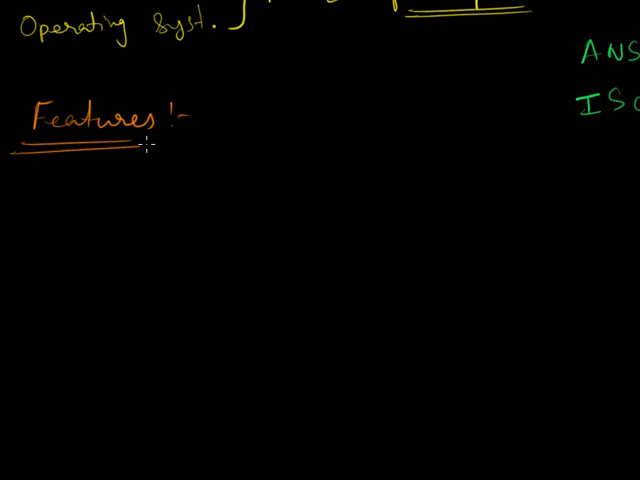 Operating Syst.
ANS
ISO
Features :-